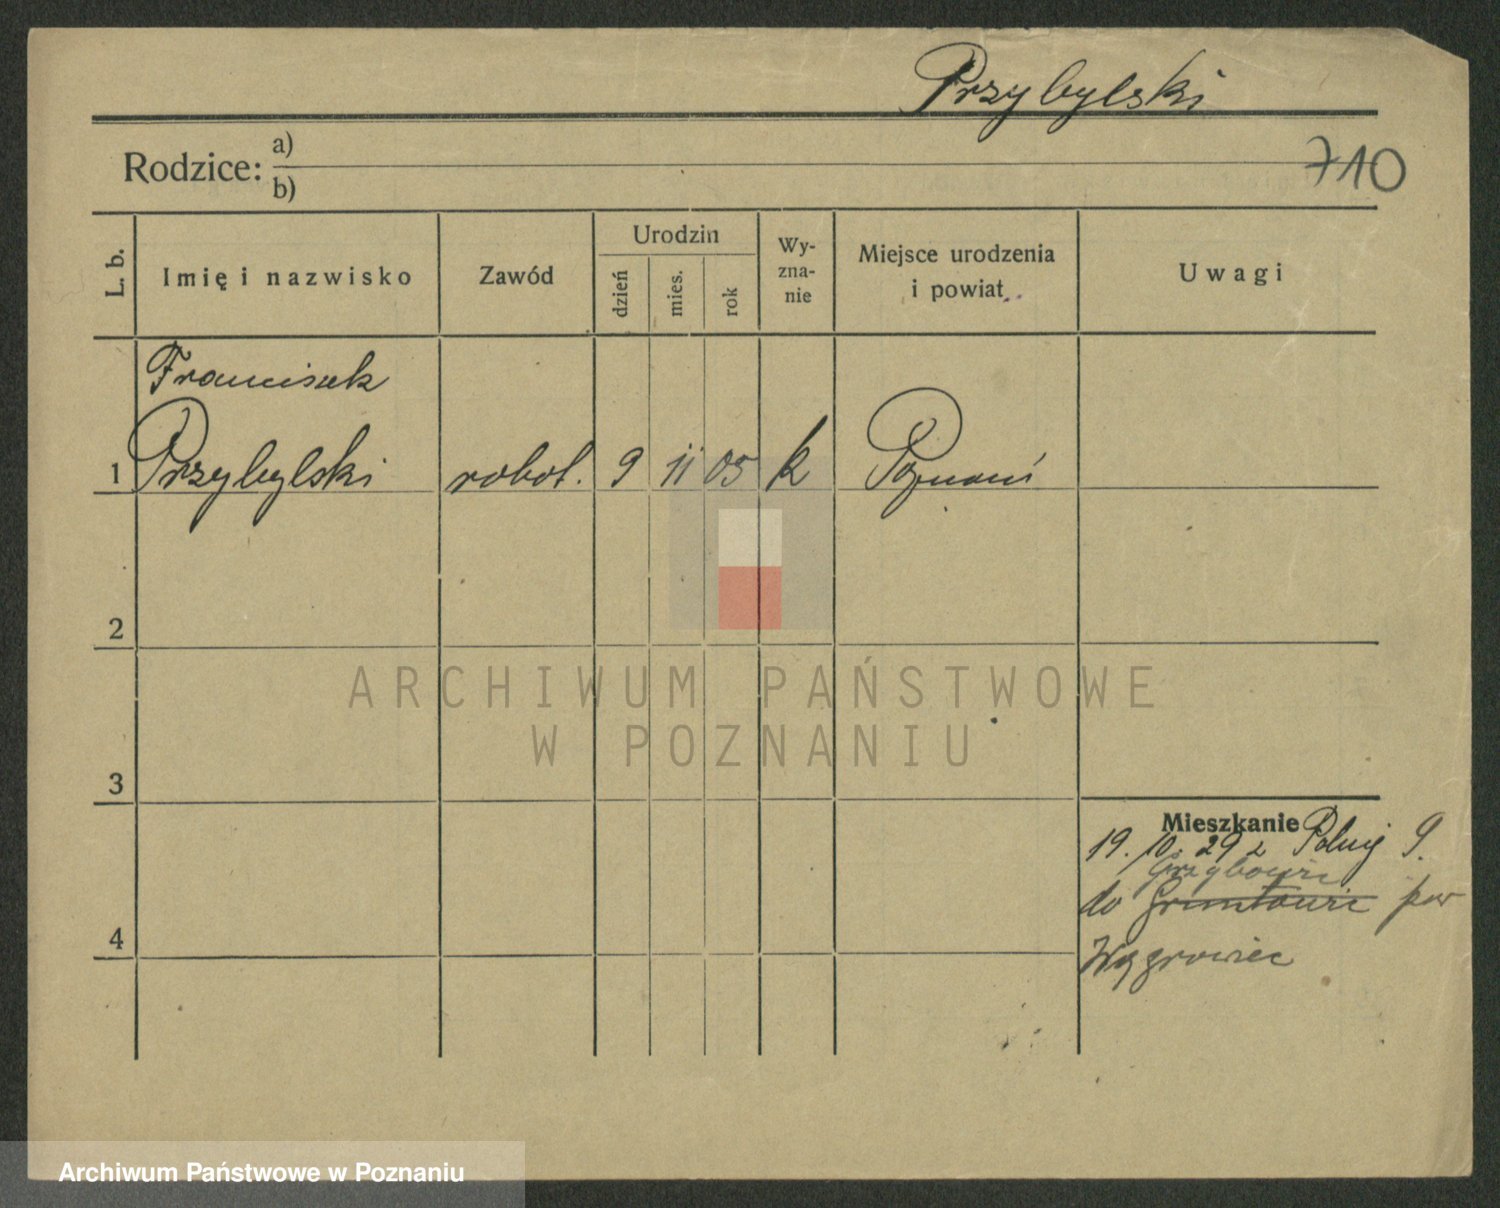 Przybylski
Rodzice: a)
b)
710
L. b.
Imię i nazwisko
Zawód
Urodzin
dzień
mies.
rok
Wy-
zna-
nie
Miejsce urodzenia
i powiat
Uwagi
Franciszek
1 Przybylski robot. 9 11 05 k Poznań
2
3
4
Mieszkanie
19. 10. 29 z Polnej 9.
Grzybowic
do pow
Wągrowiec
ARCHIWUM PAŃSTWOWE
W POZNANIU
Archiwum Państwowe w Poznaniu